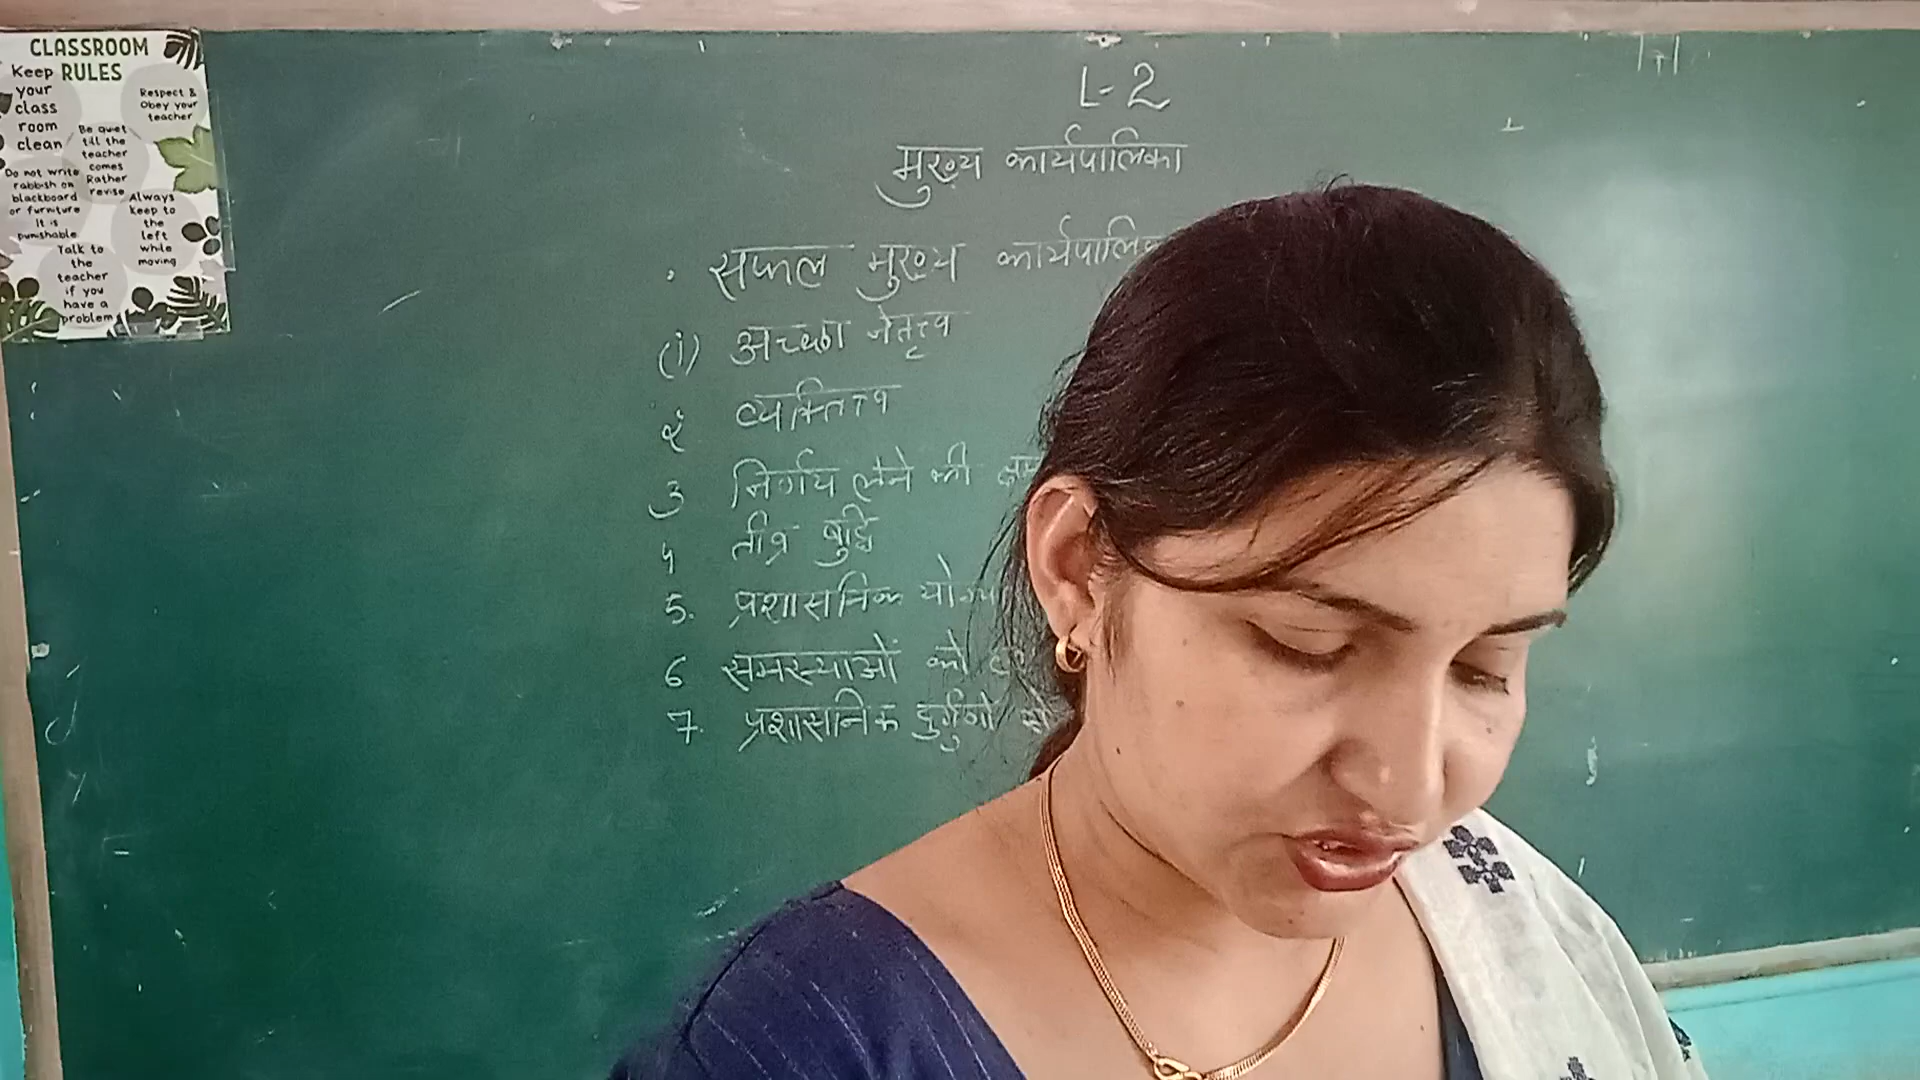 CLASSROOM
RULES
Keep
your
class
room
clean
Respect &
Obey your
teacher
Be quiet
till the
teacher
comes
Rather
revise
Do not write
rabbish on
blackboard
or furniture
It is
punishable
Always
keep to
the
left
while
moving
Talk to
the
teacher
if you
have a
problem
L-2
मुख्य कार्यपालिका
• सफल मुख्य
(i) अच्छा नेतृत्व
२ व्यक्तित्व
3 निर्णय लेने की
4 तीव्र बुद्धि
5. प्रशासनिक
6 समस्याओं को
7. प्रशासनिक दुर्गुणों से